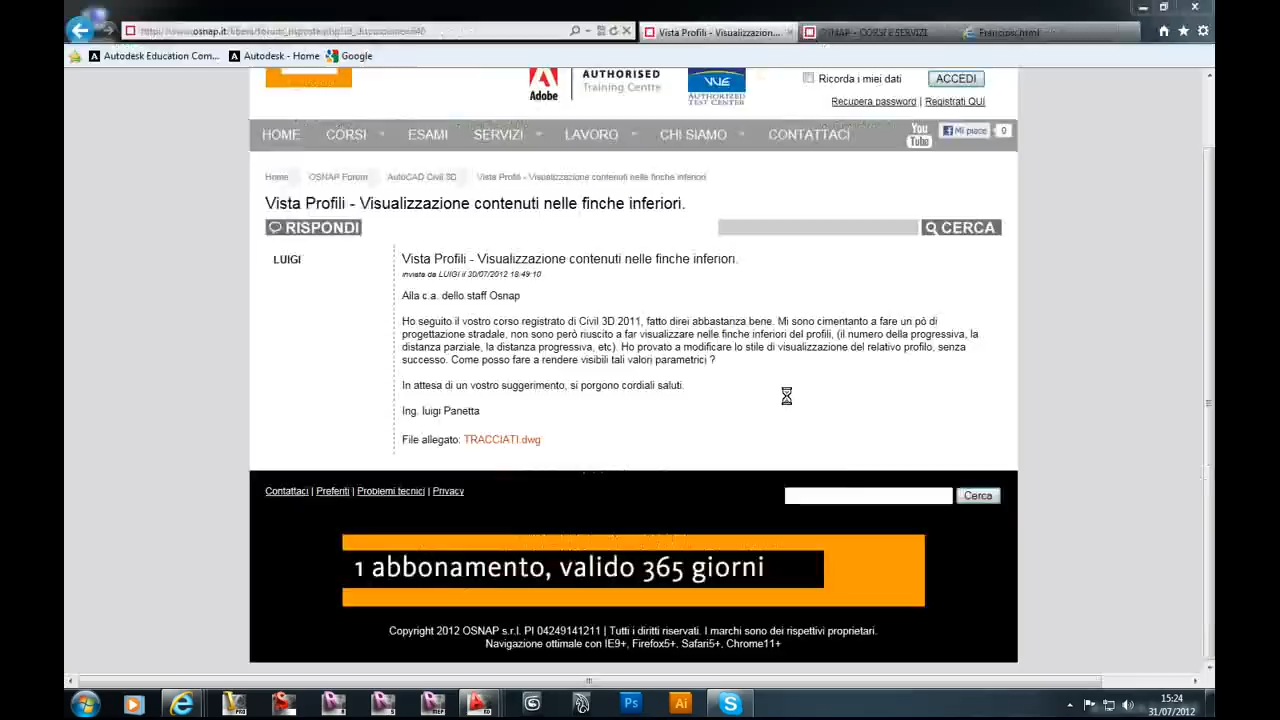 Vista Profili - Visualizzazion...
OSNAP - CORSI E SERVIZI
Autodesk Education Com...
Autodesk - Home
Google
Adobe
AUTHORISED
Training Centre
VUE
AUTHORIZED
TEST CENTER
Ricorda i miei dati
ACCEDI
Recupera password | Registrati QUI
HOME CORSI ESAMI SERVIZI LAVORO CHI SIAMO CONTATTACI
You
Tube
Mi piace 0
Home OSNAP Forum AutoCAD Civil 3D Vista Profili - Visualizzazione contenuti nelle finche inferiori
Vista Profili - Visualizzazione contenuti nelle finche inferiori.
RISPONDI
CERCA
LUIGI
Vista Profili - Visualizzazione contenuti nelle finche inferiori.
inviata da LUIGI il 30/07/2012 18:49:10
Alla c.a. dello staff Osnap
Ho seguito il vostro corso registrato di Civil 3D 2011, fatto direi abbastanza bene. Mi sono cimentanto a fare un pò di
progettazione stradale, non sono però riuscito a far visualizzare nelle finche inferiori del profili, (il numero della progressiva, la
distanza parziale, la distanza progressiva, etc). Ho provato a modificare lo stile di visualizzazione del relativo profilo, senza
successo. Come posso fare a rendere visibili tali valori parametrici ?
In attesa di un vostro suggerimento, si porgono cordiali saluti.
Ing. luigi Panetta
File allegato: TRACCIATI.dwg
Contattaci | Preferiti | Problemi tecnici | Privacy
Cerca
1 abbonamento, valido 365 giorni
Copyright 2012 OSNAP s.r.l. PI 04249141211 | Tutti i diritti riservati. I marchi sono dei rispettivi proprietari.
Navigazione ottimale con IE9+, Firefox5+, Safari5+, Chrome11+
Ps
Ai
15:24
31/07/2012